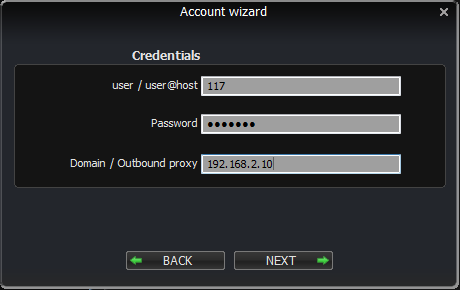 Account wizard
Credentials
user / user@host 117
Password ●●●●●●●
Domain / Outbound proxy 192.168.2.10
BACK NEXT